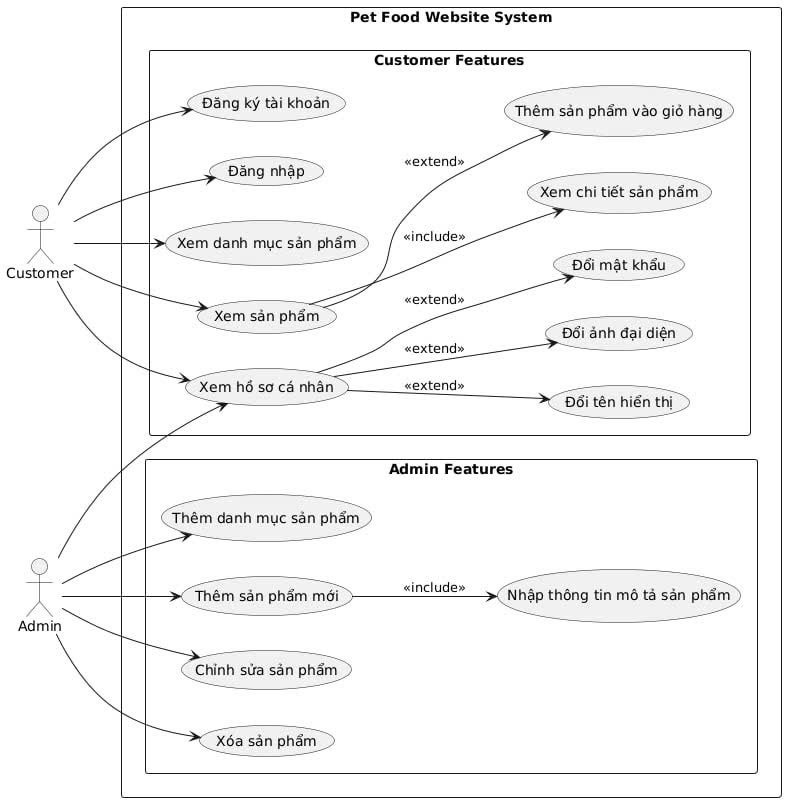 Pet Food Website System
Customer Features
Đăng ký tài khoản
Thêm sản phẩm vào giỏ hàng
«extend»
Đăng nhập
Xem chi tiết sản phẩm
Xem danh mục sản phẩm
«include»
Customer
Đổi mật khẩu
Xem sản phẩm
«extend»
Đổi ảnh đại diện
«extend»
Xem hồ sơ cá nhân
«extend»
Đổi tên hiển thị
Admin Features
Thêm danh mục sản phẩm
Thêm sản phẩm mới
«include»
Nhập thông tin mô tả sản phẩm
Admin
Chỉnh sửa sản phẩm
Xóa sản phẩm